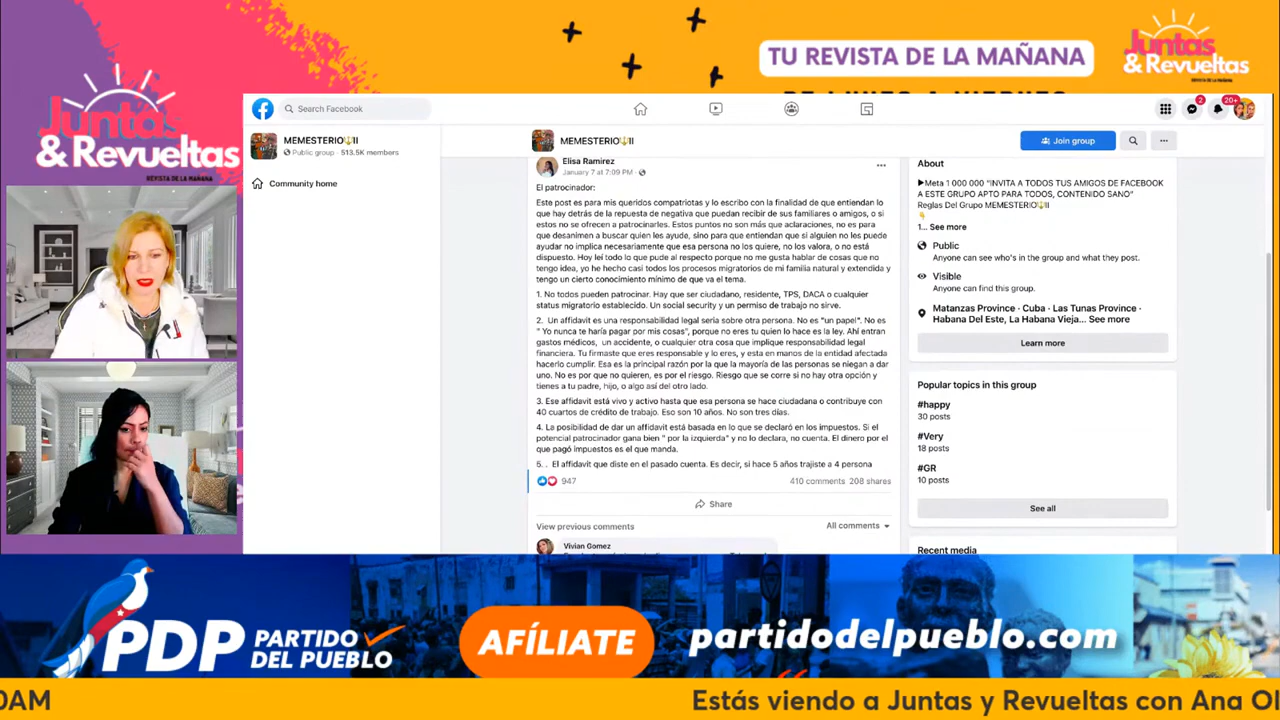 TU REVISTA DE LA MAÑANA
Juntas
& Revueltas
REVISTA DE LA MAÑANA
Juntas
& Revueltas
REVISTA DE LA MAÑANA
Search Facebook
2
20+
MEMESTERIO🔱II
Public group · 513.5K members
Community home
MEMESTERIO🔱II
Join group
Elisa Ramirez
January 7 at 7:09 PM ·
El patrocinador:
Este post es para mis queridos compatriotas y lo escribo con la finalidad de que entiendan lo
que hay detrás de la repuesta de negativa que puedan recibir de sus familiares o amigos, o si
estos no se ofrecen a patrocinarles. Estos puntos no son más que aclaraciones, no es para
que desanimen a buscar quien les ayude, sino para que entiendan que si alguien no les puede
ayudar no implica necesariamente que esa persona no los quiere, no los valora, o no está
dispuesto. Hoy leí todo lo que pude al respecto porque no me gusta hablar de cosas que no
tengo idea, yo he hecho casi todos los procesos migratorios de mi familia natural y extendida y
tengo un cierto conocimiento mínimo de que va el tema.
1. No todos pueden patrocinar. Hay que ser ciudadano, residente, TPS, DACA o cualquier
status migratorio establecido. Un social security y un permiso de trabajo no sirve.
2. Un affidavit es una responsabilidad legal seria sobre otra persona. No es "un papel". No es
" Yo nunca te haría pagar por mis cosas", porque no eres tu quien lo hace es la ley. Ahí entran
gastos médicos, un accidente, o cualquier otra cosa que implique responsabilidad legal
financiera. Tu firmaste que eres responsable y lo eres, y esta en manos de la entidad afectada
hacerlo cumplir. Esa es la principal razón por la que la mayoría de las personas se niegan a dar
uno. No es por que no quieren, es por el riesgo. Riesgo que se corre si no hay otra opción y
tienes a tu padre, hijo, o algo así del otro lado.
3. Ese affidavit está vivo y activo hasta que esa persona se hace ciudadana o contribuye con
40 cuartos de crédito de trabajo. Eso son 10 años. No son tres días.
4. La posibilidad de dar un affidavit está basada en lo que se declaró en los impuestos. Si el
potencial patrocinador gana bien " por la izquierda" y no lo declara, no cuenta. El dinero por el
que pagó impuestos es el que manda.
5. . El affidavit que diste en el pasado cuenta. Es decir, si hace 5 años trajiste a 4 persona
947
410 comments 208 shares
Share
View previous comments
All comments
Vivian Gomez
About
▶Meta 1 000 000 "INVITA A TODOS TUS AMIGOS DE FACEBOOK
A ESTE GRUPO APTO PARA TODOS, CONTENIDO SANO"
Reglas Del Grupo MEMESTERIO🔱II
👇
1... See more
Public
Anyone can see who's in the group and what they post.
Visible
Anyone can find this group.
Matanzas Province · Cuba · Las Tunas Province ·
Habana Del Este, La Habana Vieja... See more
Learn more
Popular topics in this group
#happy
30 posts
#Very
18 posts
#GR
10 posts
See all
Recent media
PDP PARTIDO
DEL PUEBLO
AFÍLIATE
partidodelpueblo.com
0AM
Estás viendo a Juntas y Revueltas con Ana Ol